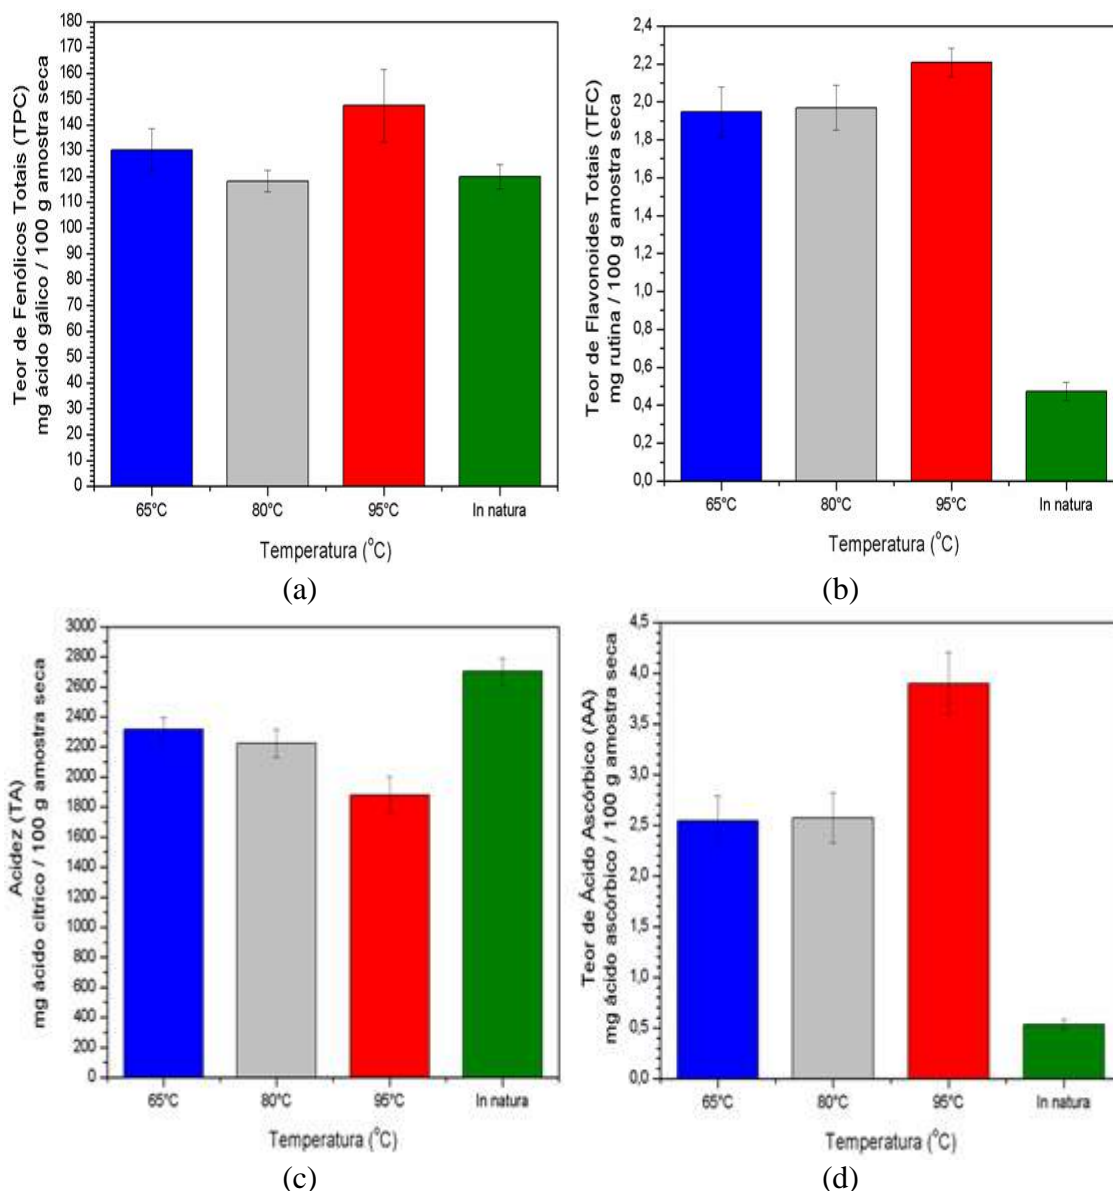 Teor de Fenólicos Totais (TPC)
mg ácido gálico / 100 g amostra seca
180
170
160
150
140
130
120
110
100
90
80
70
60
50
40
30
20
10
0
65°C
80°C
95°C
In natura
Temperatura (°C)
(a)
Teor de Flavonoides Totais (TFC)
mg rutina / 100 g amostra seca
2,4
2,2
2,0
1,8
1,6
1,4
1,2
1,0
0,8
0,6
0,4
0,2
0,0
65°C
80°C
95°C
In natura
Temperatura (°C)
(b)
Acidez (TA)
mg ácido cítrico / 100 g amostra seca
3000
2800
2600
2400
2200
2000
1800
1600
1400
1200
1000
800
600
400
200
0
65°C
80°C
95°C
In natura
Temperatura (°C)
(c)
Teor de Ácido Ascórbico (AA)
mg ácido ascórbico / 100 g amostra seca
4,5
4,0
3,5
3,0
2,5
2,0
1,5
1,0
0,5
0,0
65°C
80°C
95°C
In natura
Temperatura (°C)
(d)